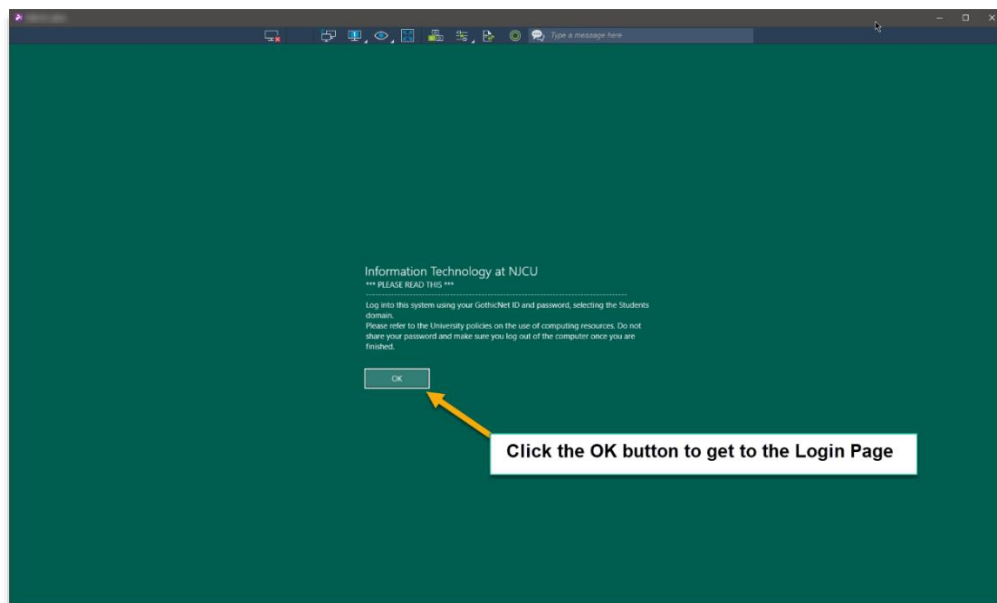 Type a message here
Information Technology at NJCU
*** PLEASE READ THIS ***
Log into this system using your GothicNet ID and password, selecting the Students
domain.
Please refer to the University policies on the use of computing resources. Do not
share your password and make sure you log out of the computer once you are
finished.
OK
Click the OK button to get to the Login Page